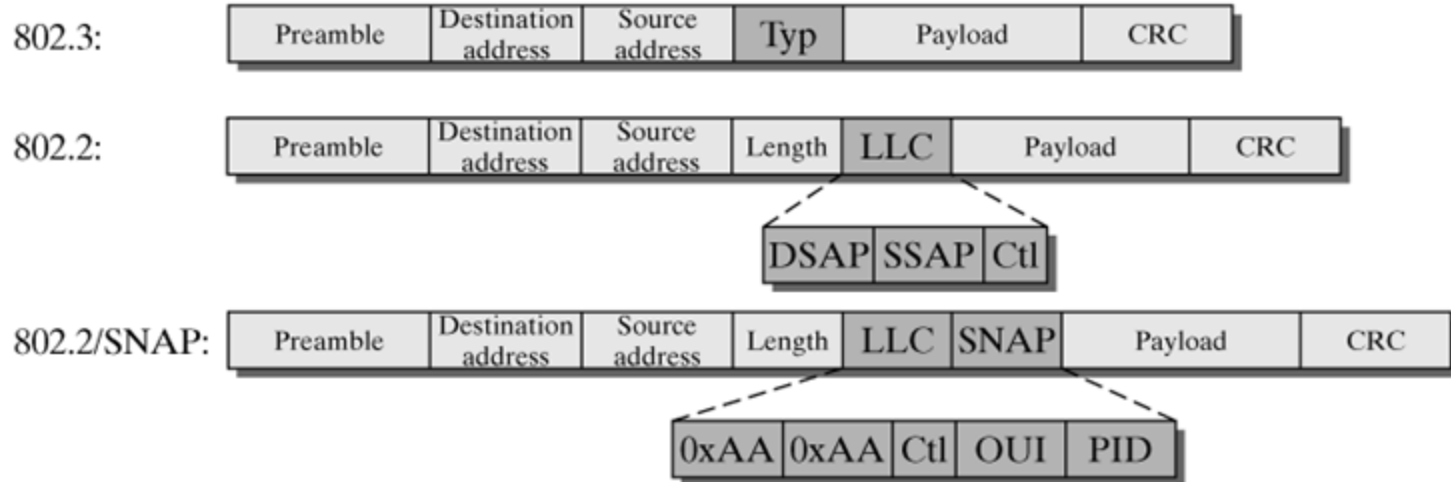 802.3: Preamble Destination address Source address Typ Payload CRC
802.2: Preamble Destination address Source address Length LLC Payload CRC
DSAP SSAP Ctl
802.2/SNAP: Preamble Destination address Source address Length LLC SNAP Payload CRC
0xAA 0xAA Ctl OUI PID